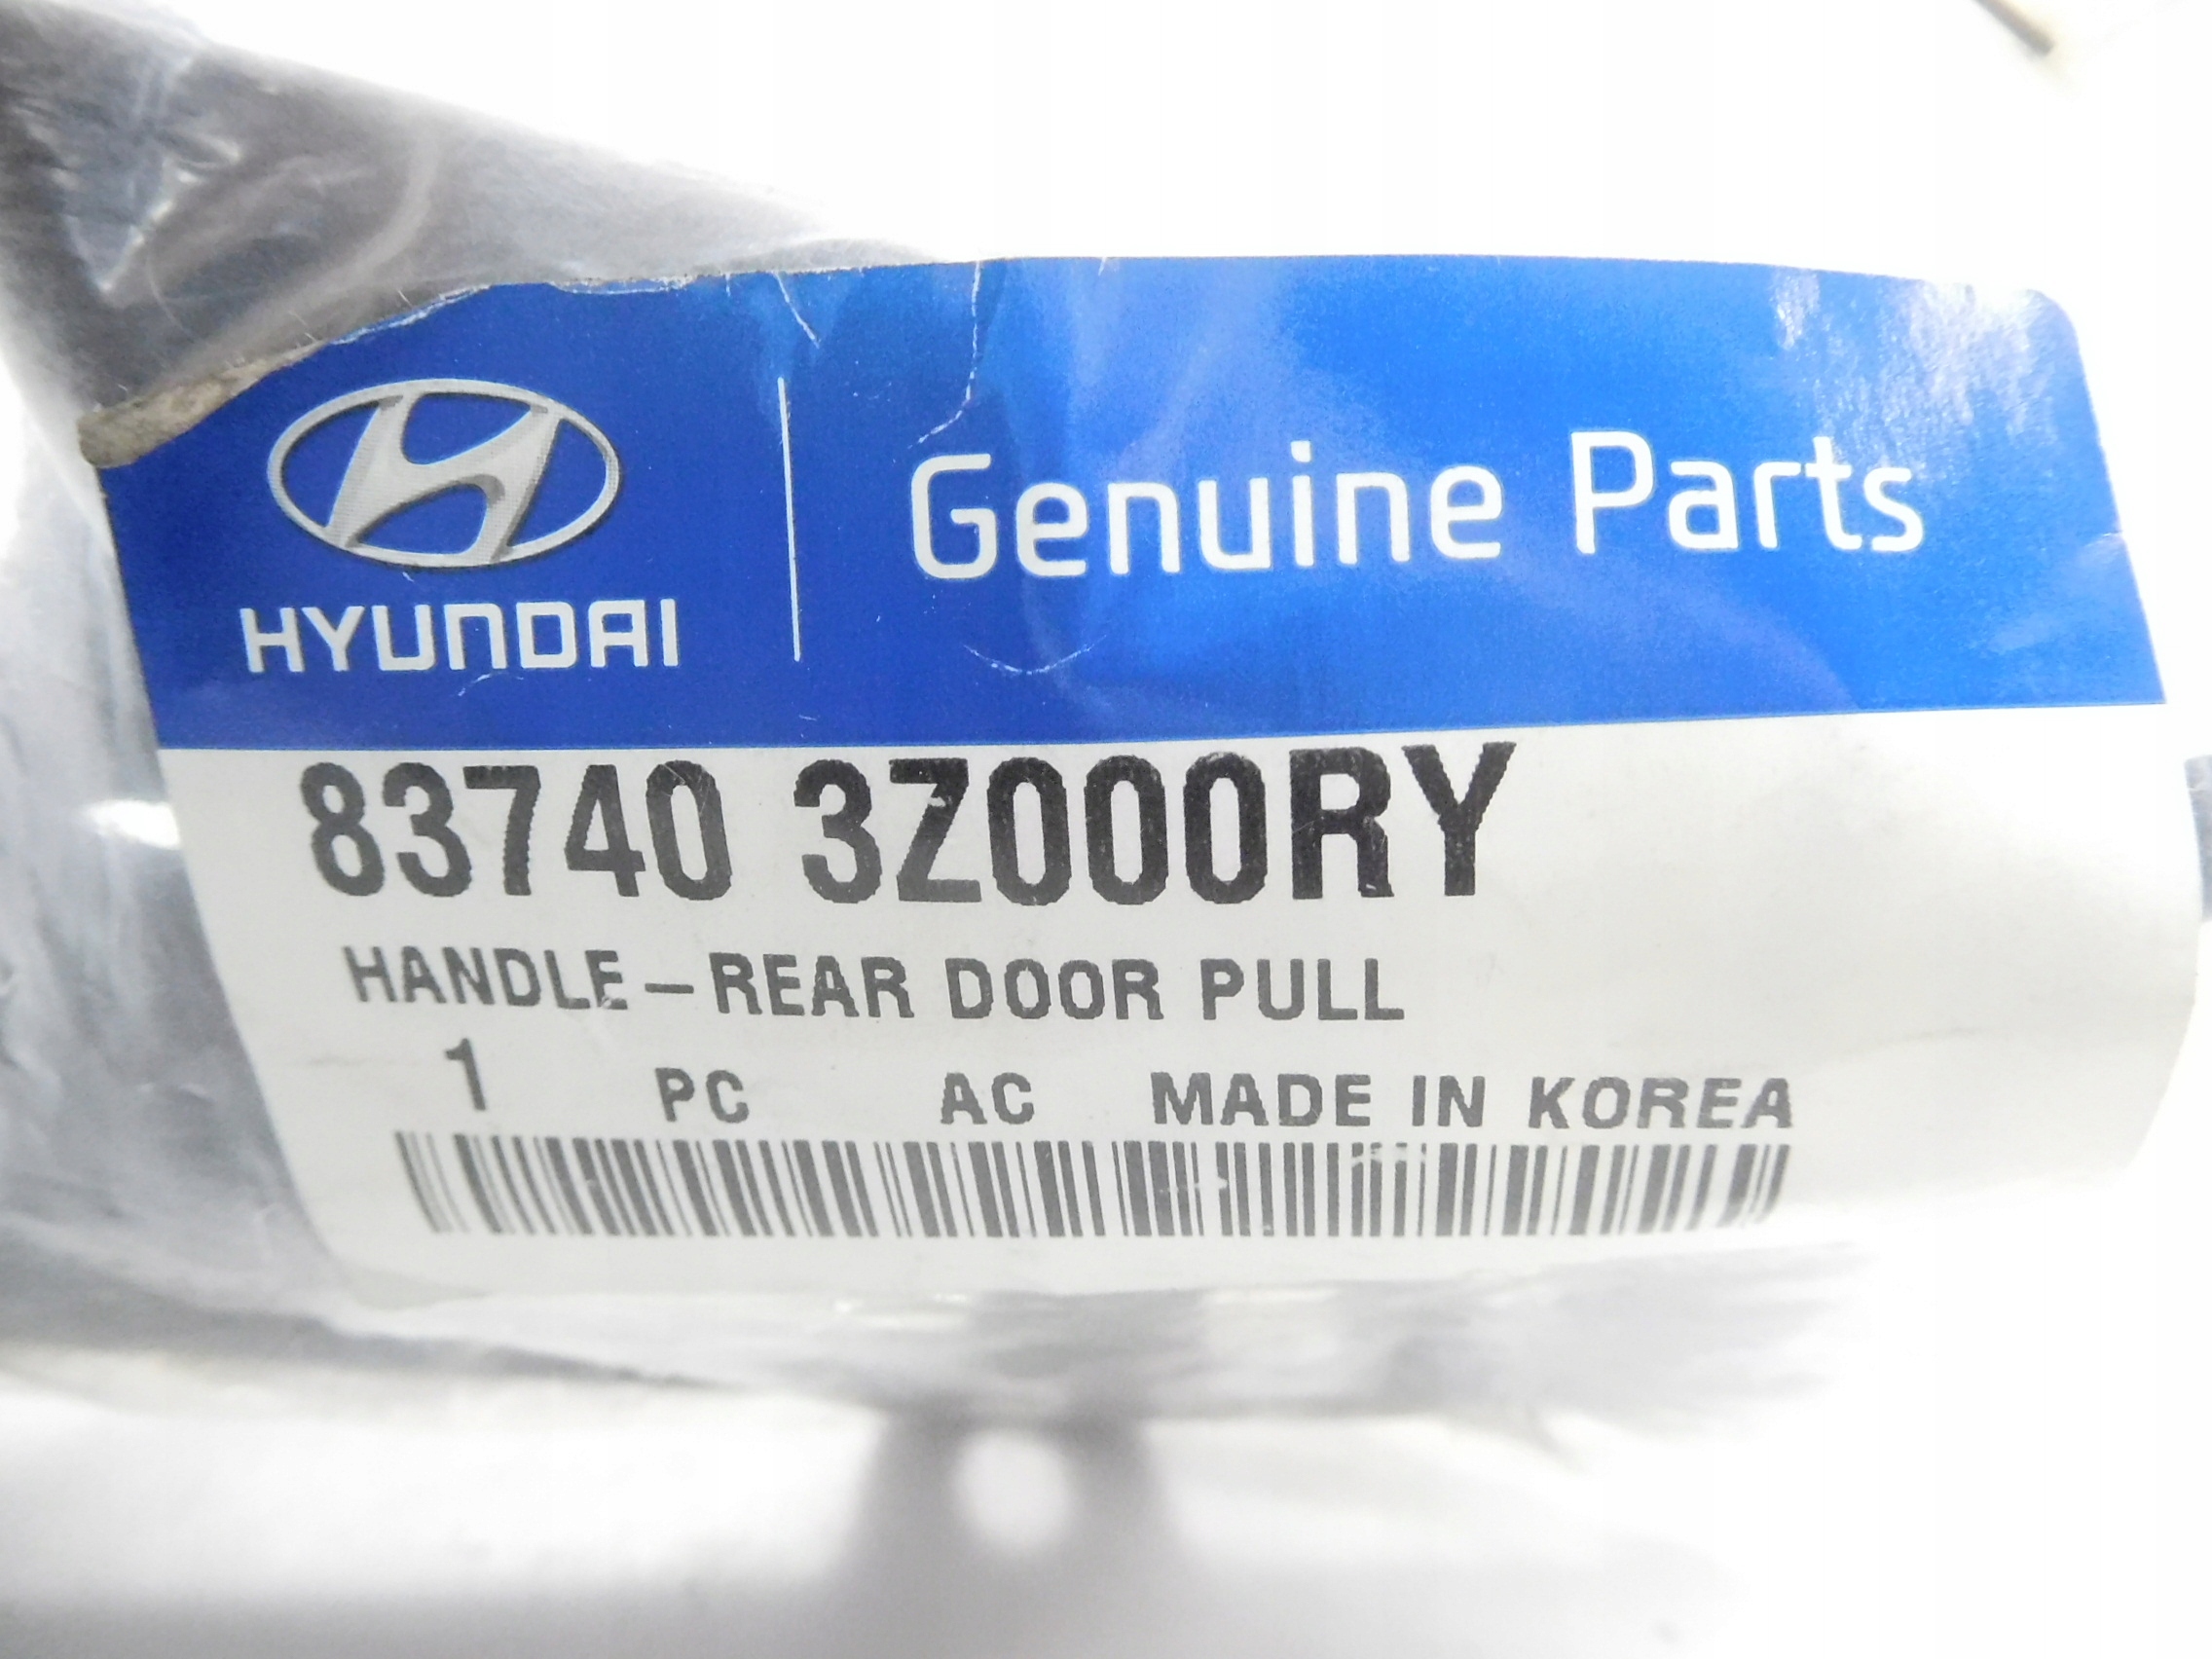 HYUNDAI
Genuine Parts
83740 3Z000RY
HANDLE-REAR DOOR PULL
1 PC AC MADE IN KOREA